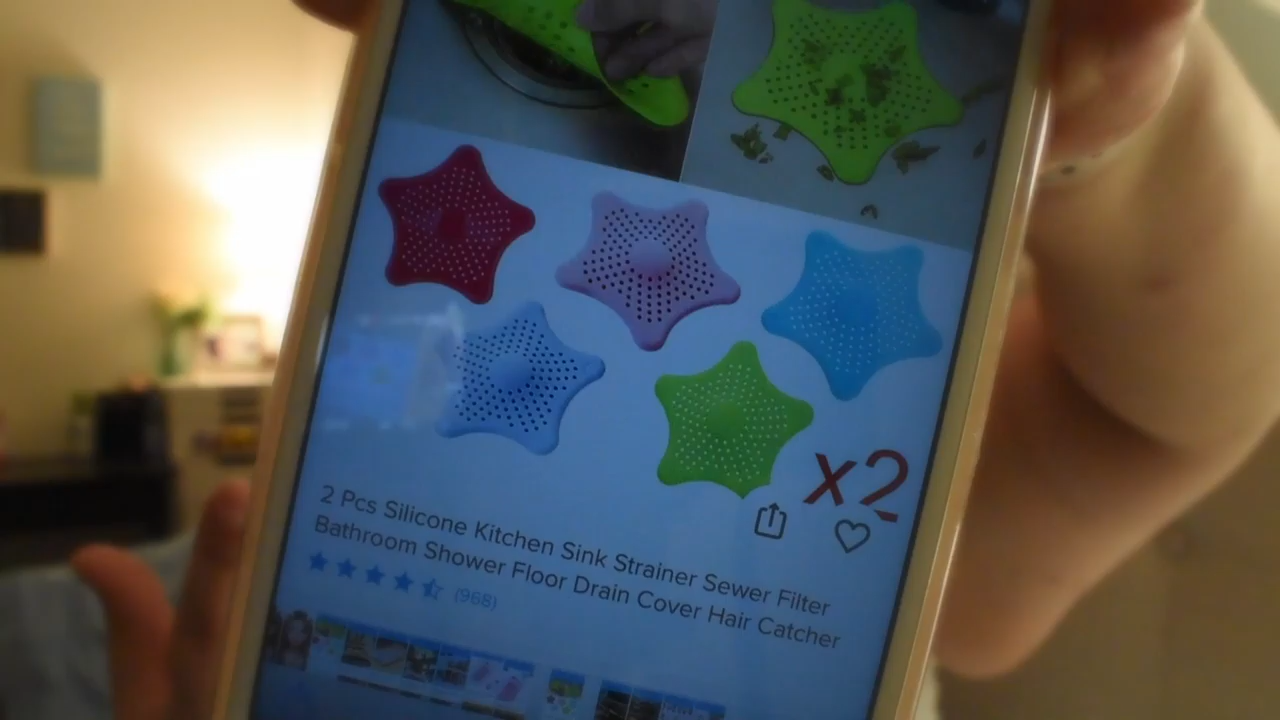 x2
2 Pcs Silicone Kitchen Sink Strainer Sewer Filter
Bathroom Shower Floor Drain Cover Hair Catcher
(968)